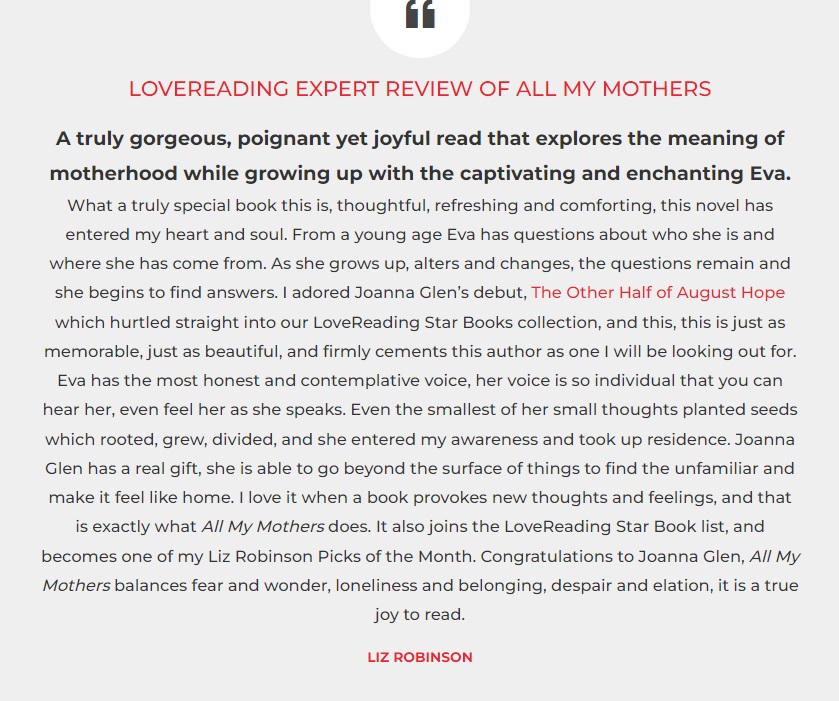 “
LOVEREADING EXPERT REVIEW OF ALL MY MOTHERS
A truly gorgeous, poignant yet joyful read that explores the meaning of
motherhood while growing up with the captivating and enchanting Eva.
What a truly special book this is, thoughtful, refreshing and comforting, this novel has
entered my heart and soul. From a young age Eva has questions about who she is and
where she has come from. As she grows up, alters and changes, the questions remain and
she begins to find answers. I adored Joanna Glen’s debut, The Other Half of August Hope
which hurtled straight into our LoveReading Star Books collection, and this, this is just as
memorable, just as beautiful, and firmly cements this author as one I will be looking out for.
Eva has the most honest and contemplative voice, her voice is so individual that you can
hear her, even feel her as she speaks. Even the smallest of her small thoughts planted seeds
which rooted, grew, divided, and she entered my awareness and took up residence. Joanna
Glen has a real gift, she is able to go beyond the surface of things to find the unfamiliar and
make it feel like home. I love it when a book provokes new thoughts and feelings, and that
is exactly what All My Mothers does. It also joins the LoveReading Star Book list, and
becomes one of my Liz Robinson Picks of the Month. Congratulations to Joanna Glen, All My
Mothers balances fear and wonder, loneliness and belonging, despair and elation, it is a true
joy to read.
LIZ ROBINSON